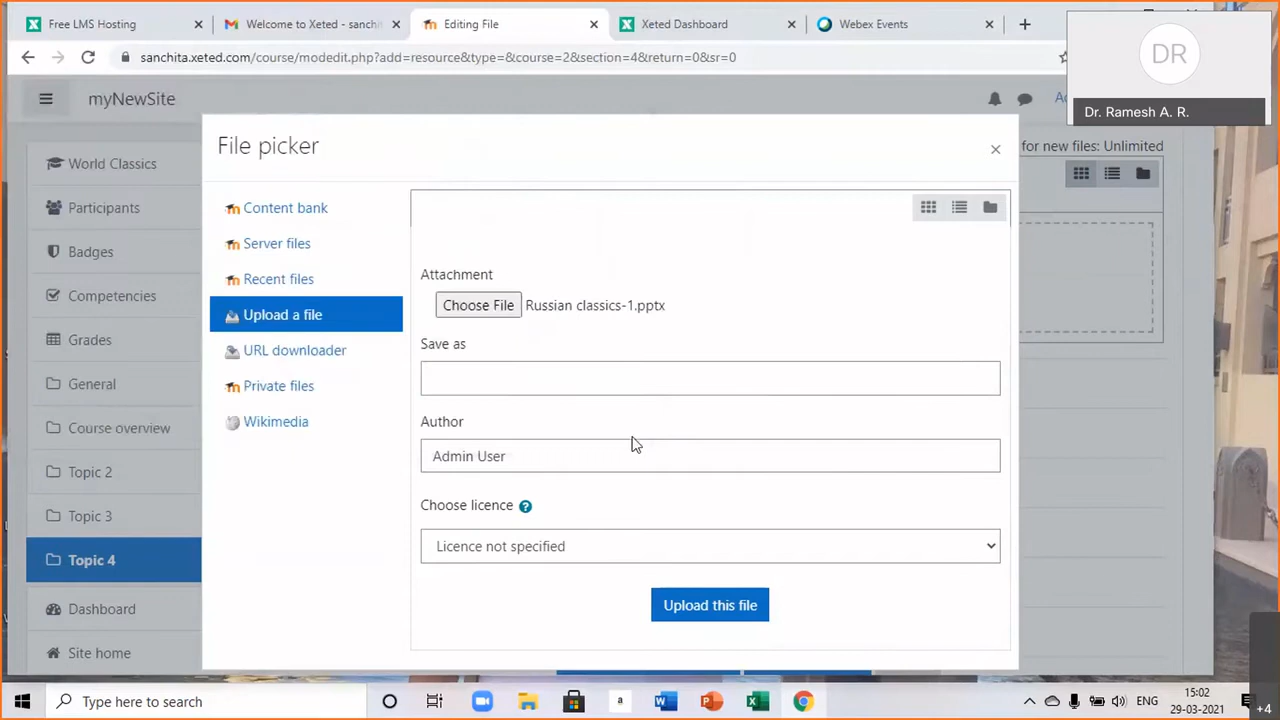 Free LMS Hosting
Welcome to Xeted - sanchit
Editing File
Xeted Dashboard
Webex Events
sanchita.xeted.com/course/modedit.php?add=resource&type=&course=2&section=4&return=0&sr=0
DR
Dr. Ramesh A. R.
myNewSite
File picker
for new files: Unlimited
World Classics
Participants
Badges
Competencies
Grades
General
Course overview
Topic 2
Topic 3
Topic 4
Dashboard
Site home
Content bank
Server files
Recent files
Upload a file
URL downloader
Private files
Wikimedia
Attachment
Choose File Russian classics-1.pptx
Save as
Author
Admin User
Choose licence
Licence not specified
Upload this file
Type here to search
ENG
15:02
29-03-2021
+4